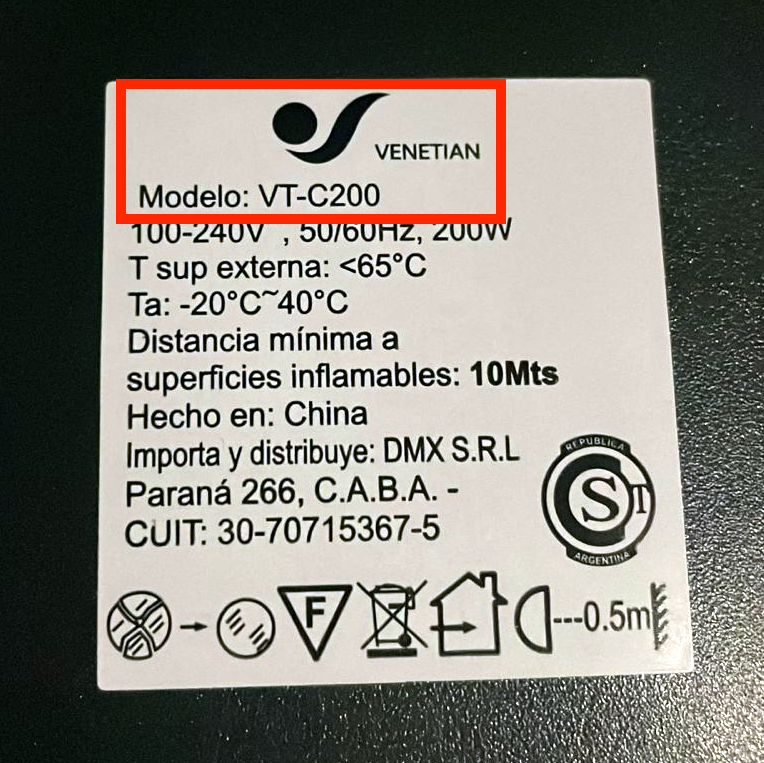 VENETIAN
Modelo: VT-C200
100-240V , 50/60Hz, 200W
T sup externa: <65°C
Ta: -20°C~40°C
Distancia mínima a
superficies inflamables: 10Mts
Hecho en: China
Importa y distribuye: DMX S.R.L
Paraná 266, C.A.B.A. -
CUIT: 30-70715367-5
REPUBLICA
S T
ARGENTINA
F
---0.5m